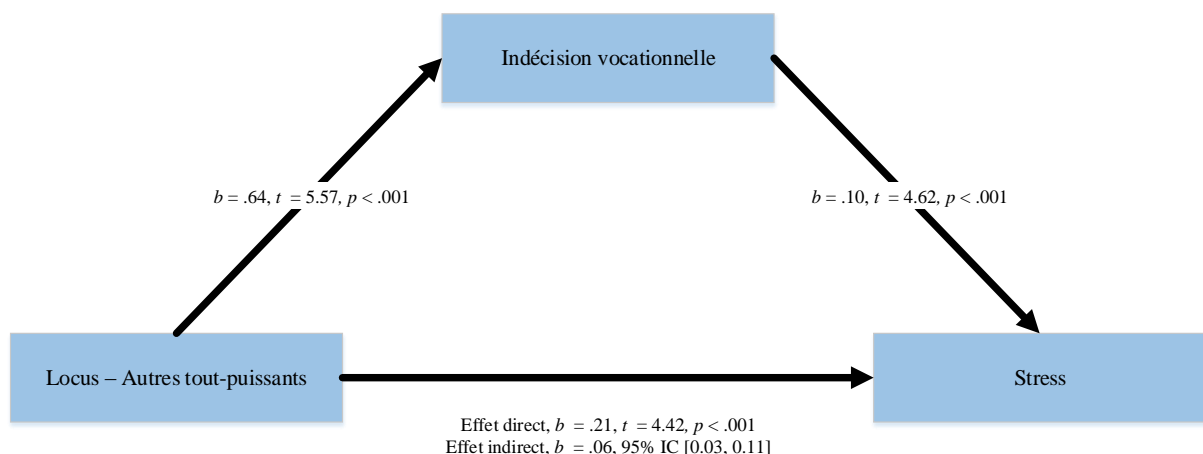 Indécision vocationnelle
b = .64, t = 5.57, p < .001
b = .10, t = 4.62, p < .001
Locus – Autres tout-puissants
Stress
Effet direct, b = .21, t = 4.42, p < .001
Effet indirect, b = .06, 95% IC [0.03, 0.11]